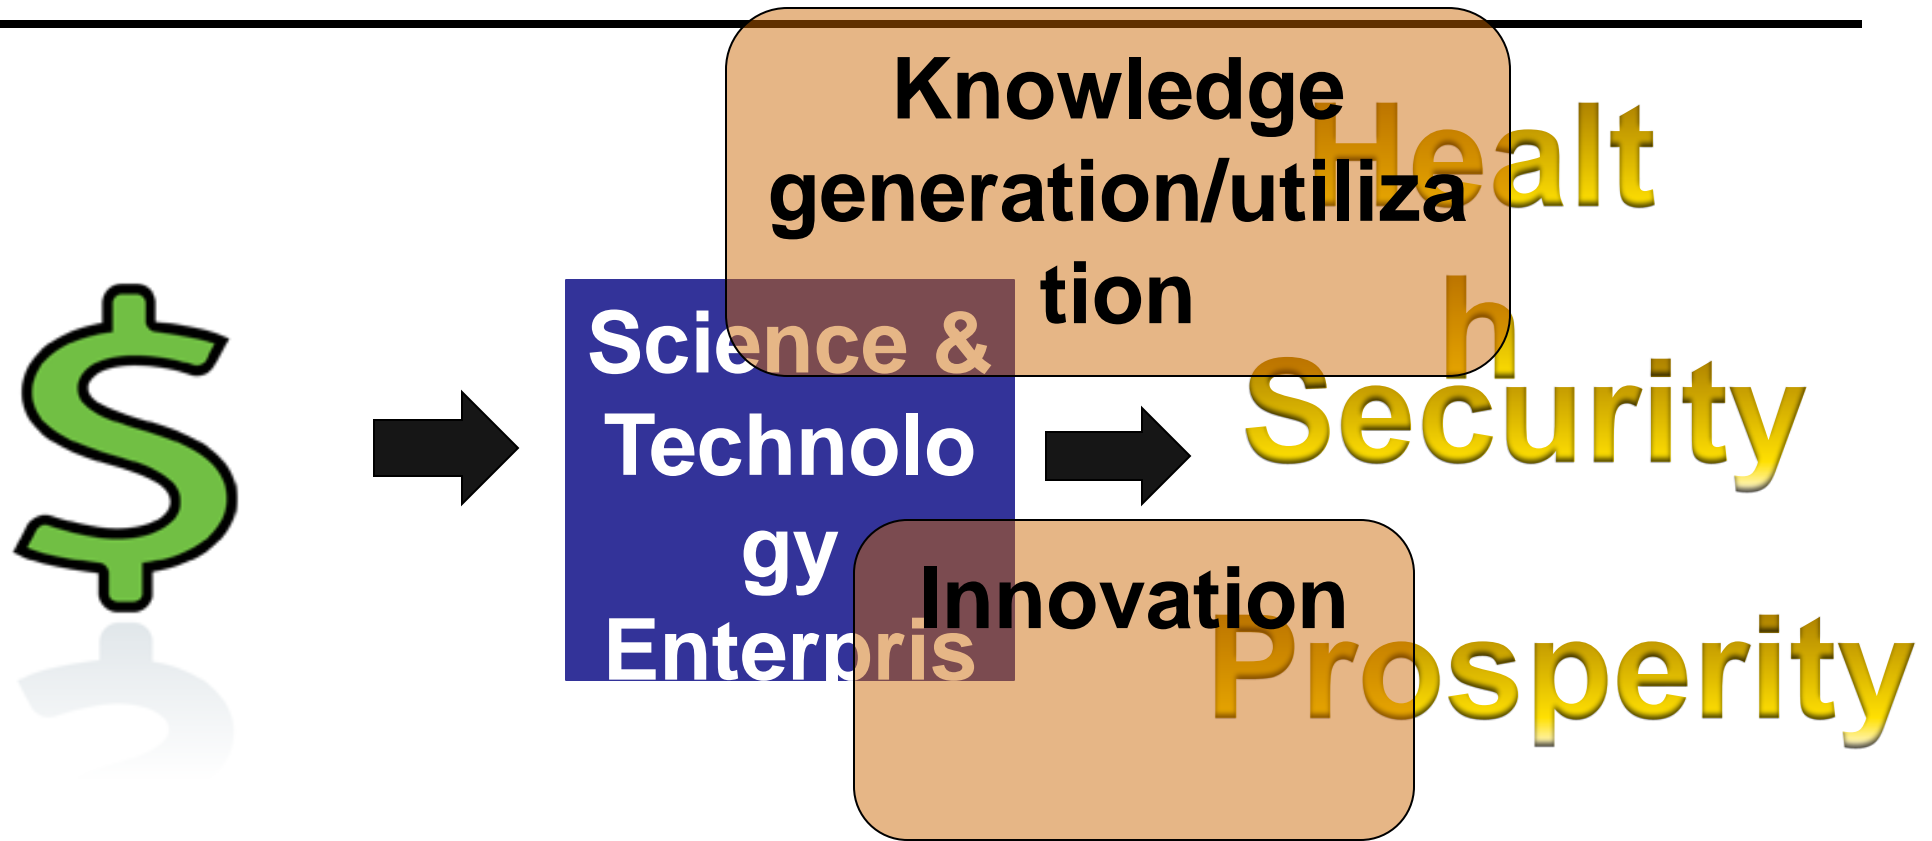 $
Knowledge
generation/utiliza
tion
Science &
Technolo
gy
Enterpris
Innovation
Healt
h
Security
Prosperity